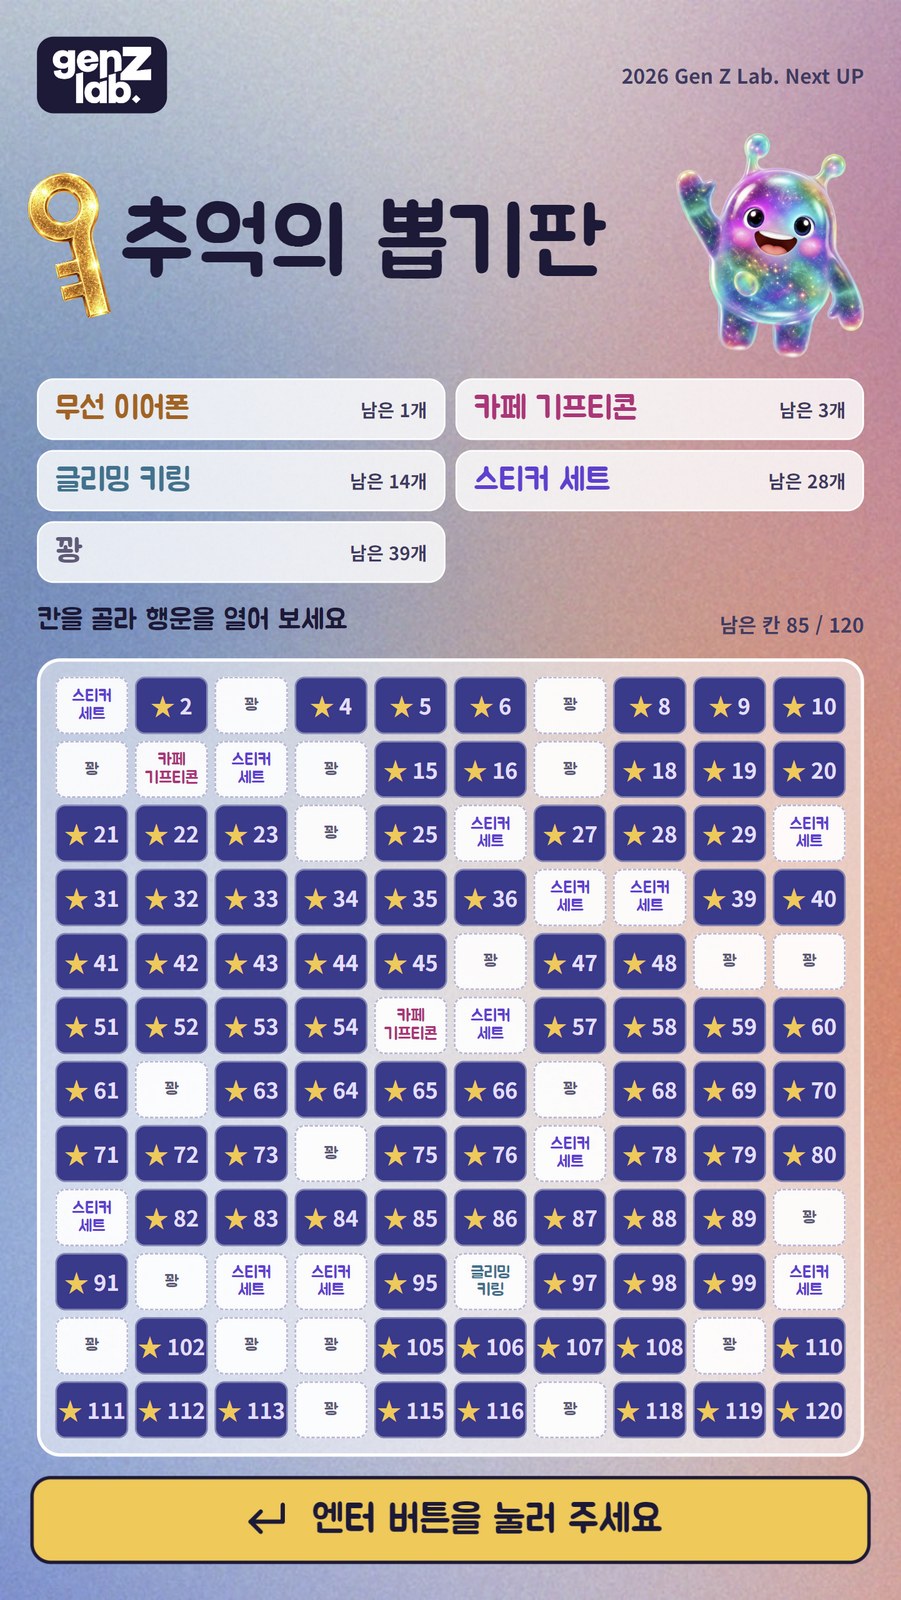 genZ
lab.
2026 Gen Z Lab. Next UP
추억의 뽑기판
무선 이어폰 남은 1개
카페 기프티콘 남은 3개
글리밍 키링 남은 14개
스티커 세트 남은 28개
꽝 남은 39개
칸을 골라 행운을 열어 보세요
남은 칸 85 / 120
스티커 세트 ★ 2 꽝 ★ 4 ★ 5 ★ 6 꽝 ★ 8 ★ 9 ★ 10
꽝 카페 기프티콘 스티커 세트 꽝 ★ 15 ★ 16 꽝 ★ 18 ★ 19 ★ 20
★ 21 ★ 22 ★ 23 꽝 ★ 25 스티커 세트 ★ 27 ★ 28 ★ 29 스티커 세트
★ 31 ★ 32 ★ 33 ★ 34 ★ 35 ★ 36 스티커 세트 스티커 세트 ★ 39 ★ 40
★ 41 ★ 42 ★ 43 ★ 44 ★ 45 꽝 ★ 47 ★ 48 꽝 꽝
★ 51 ★ 52 ★ 53 ★ 54 카페 기프티콘 스티커 세트 ★ 57 ★ 58 ★ 59 ★ 60
★ 61 꽝 ★ 63 ★ 64 ★ 65 ★ 66 꽝 ★ 68 ★ 69 ★ 70
★ 71 ★ 72 ★ 73 꽝 ★ 75 ★ 76 스티커 세트 ★ 78 ★ 79 ★ 80
스티커 세트 ★ 82 ★ 83 ★ 84 ★ 85 ★ 86 ★ 87 ★ 88 ★ 89 꽝
★ 91 꽝 스티커 세트 스티커 세트 ★ 95 글리밍 키링 ★ 97 ★ 98 ★ 99 스티커 세트
꽝 ★ 102 꽝 꽝 ★ 105 ★ 106 ★ 107 ★ 108 꽝 ★ 110
★ 111 ★ 112 ★ 113 꽝 ★ 115 ★ 116 꽝 ★ 118 ★ 119 ★ 120
엔터 버튼을 눌러 주세요